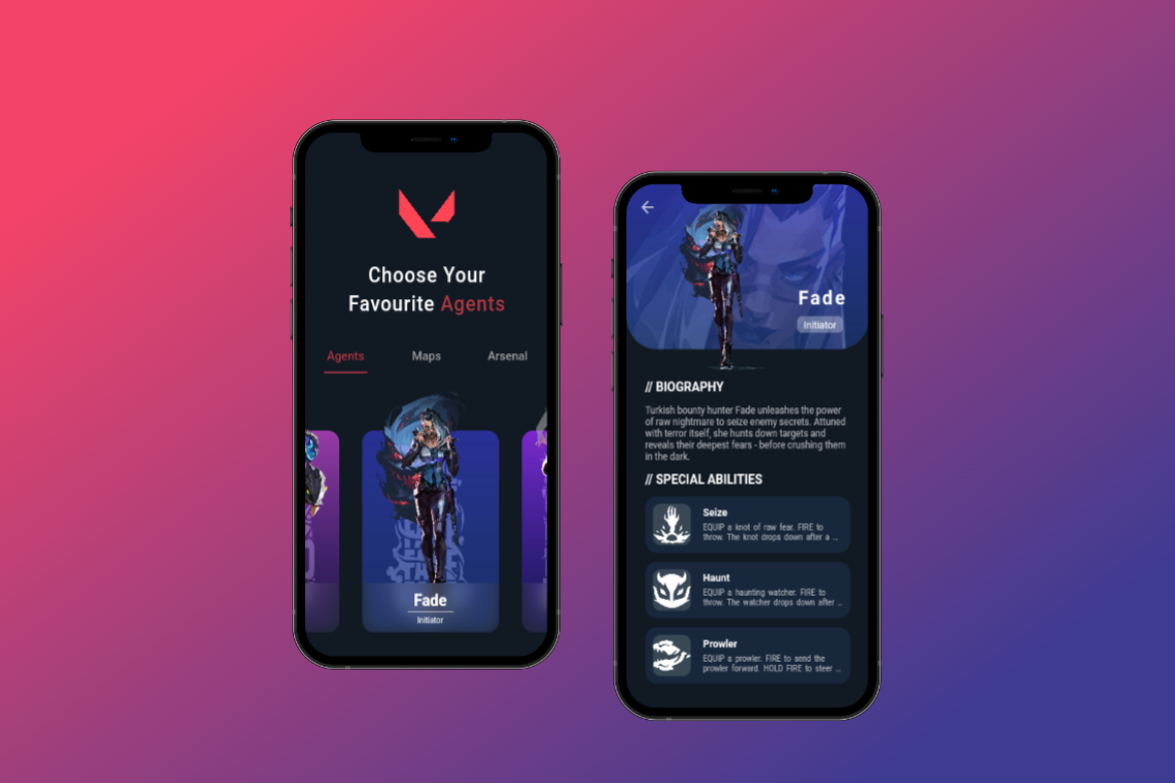 Choose Your
Favourite Agents
Agents Maps Arsenal
Fade
Initiator
Fade
Initiator
// BIOGRAPHY
Turkish bounty hunter Fade unleashes the power
of raw nightmare to seize enemy secrets. Attuned
with terror itself, she hunts down targets and
reveals their deepest fears - before crushing them
in the dark.
// SPECIAL ABILITIES
Seize
EQUIP a knot of raw fear. FIRE to
throw. The knot drops down after a ..
Haunt
EQUIP a haunting watcher. FIRE to
throw. The watcher drops down after ..
Prowler
EQUIP a prowler. FIRE to send the
prowler forward. HOLD FIRE to steer ...